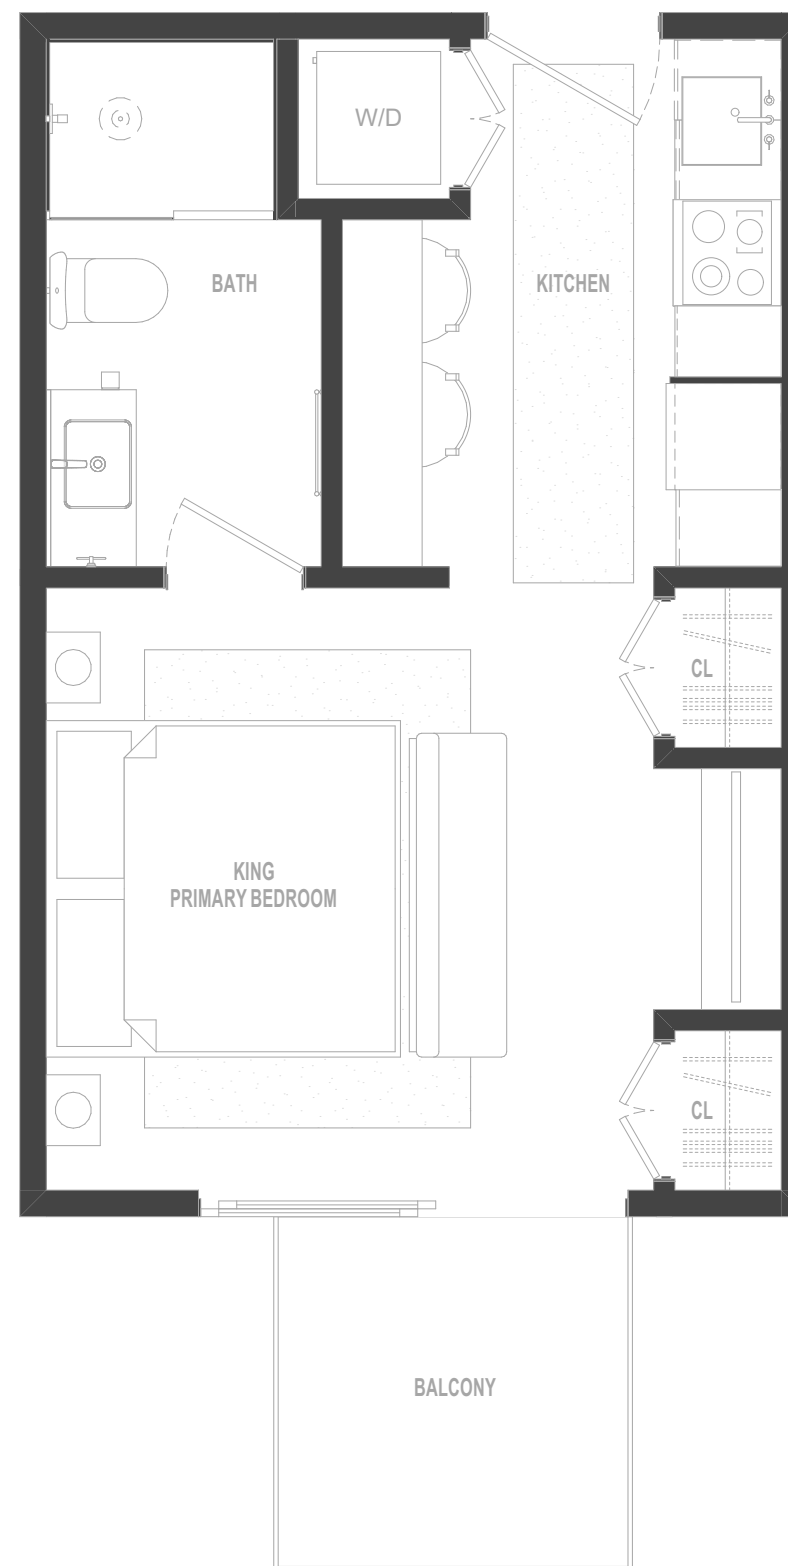 W/D
BATH
KITCHEN
CL
KING
PRIMARY BEDROOM
CL
BALCONY